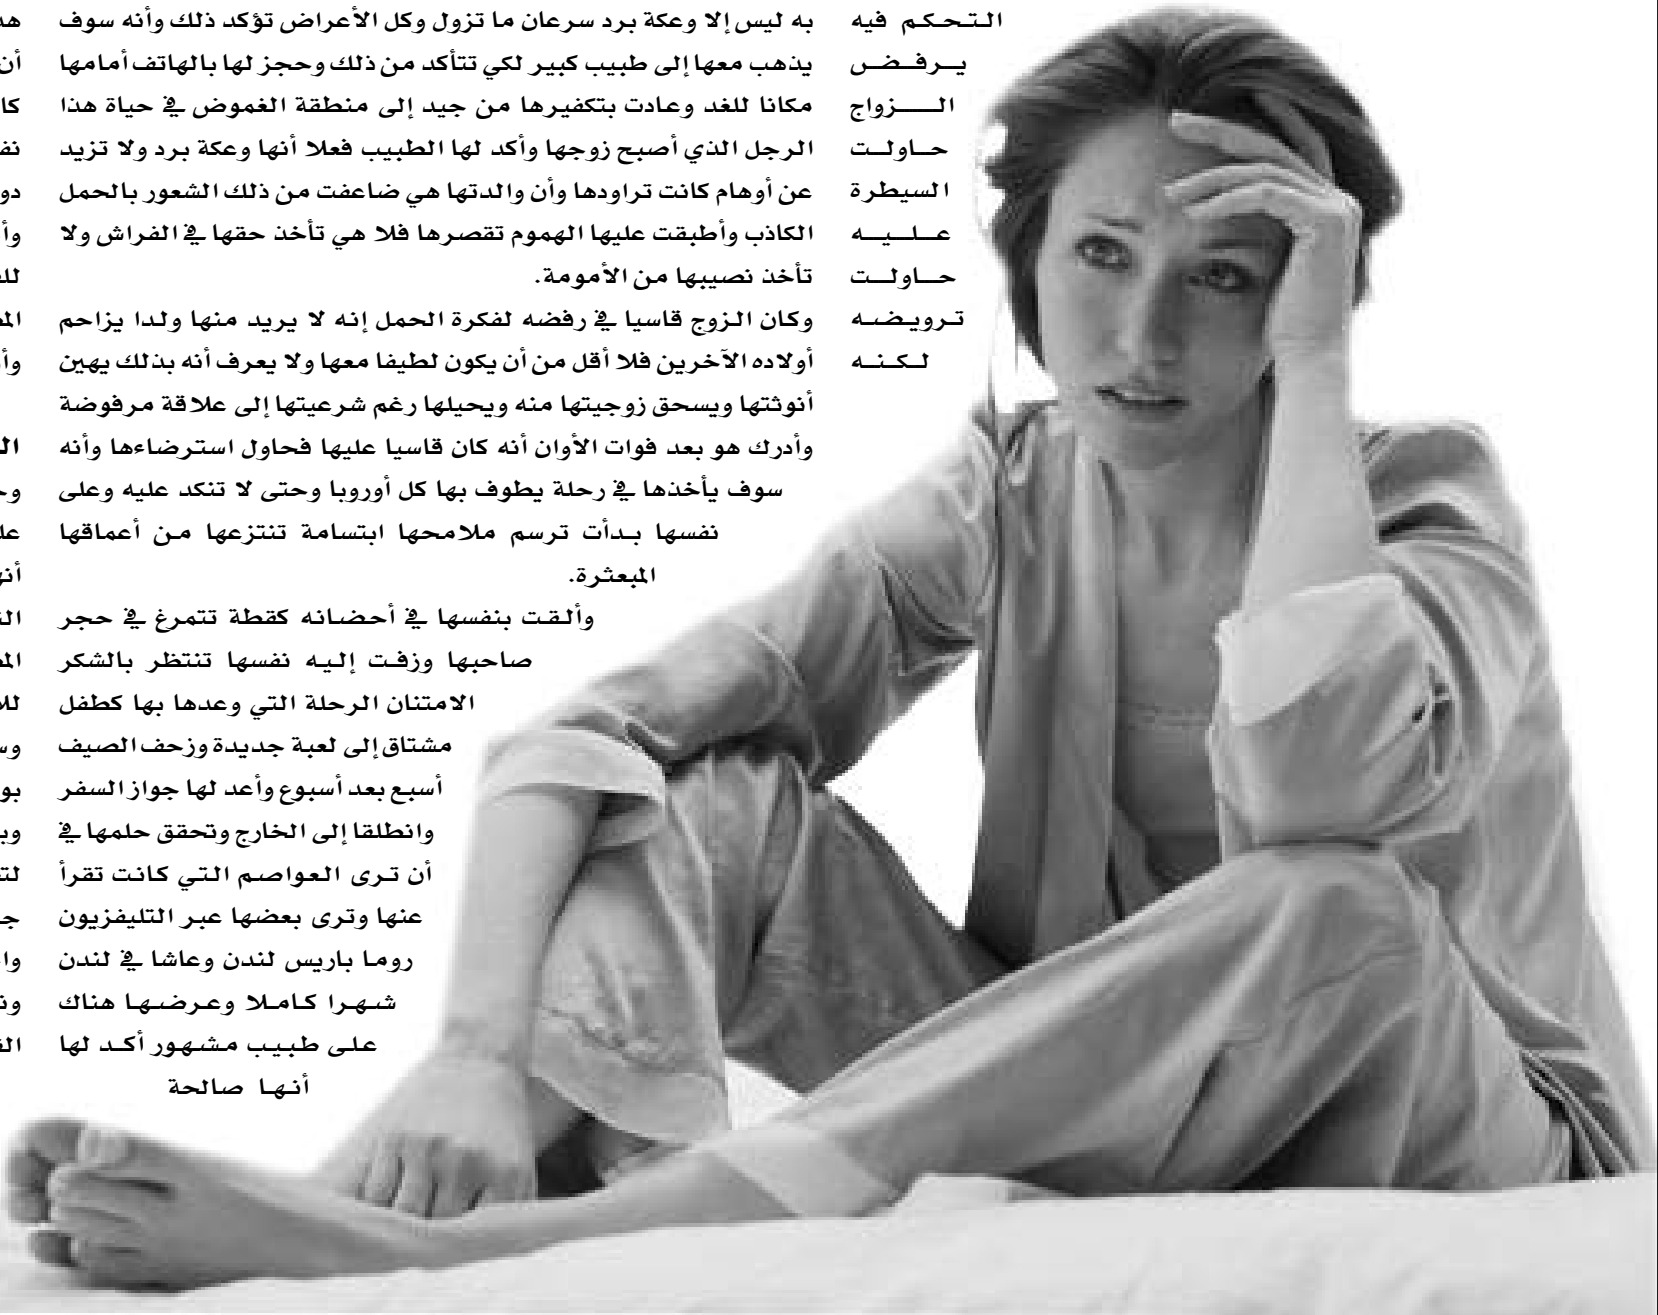 التحكم فيه
يرفض
الزواج
حاولت
السيطرة
عليه
حاولت
ترويضه
لكنه
به ليس إلا وعكة برد سرعان ما تزول وكل الأعراض تؤكد ذلك وأنه سوف
يذهب معها إلى طبيب كبير لكي تتأكد من ذلك وحجز لها بالهاتف أمامها
مكانا للغد وعادت بتكفيرها من جيد إلى منطقة الغموض في حياة هذا
الرجل الذي أصبح زوجها وأكد لها الطبيب فعلا أنها وعكة برد ولا تزيد
عن أوهام كانت تراودها وأن والدتها هي ضاعفت من ذلك الشعور بالحمل
الكاذب وأطبقت عليها الهموم تقصرها فلا هي تأخذ حقها في الفراش ولا
تأخذ نصيبها من الأمومة.
وكان الزوج قاسيا في رفضه لفكرة الحمل إنه لا يريد منها ولدا يزاحم
أولاده الآخرين فلا أقل من أن يكون لطيفا معها ولا يعرف أنه بذلك يهين
أنوثتها ويسحق زوجيتها منه ويحيلها رغم شرعيتها إلى علاقة مرفوضة
وأدرك هو بعد فوات الأوان أنه كان قاسيا عليها فحاول استرضاءها وأنه
سوف يأخذها في رحلة يطوف بها كل أوروبا وحتى لا تنكد عليه وعلى
نفسها بدأت ترسم ملامحها ابتسامة تنتزعها من أعماقها
المبعثرة.
وألقت بنفسها في أحضانه كقطة تتمرغ في حجر
صاحبها وزفت إليه نفسها تنتظر بالشكر
الامتنان الرحلة التي وعدها بها كطفل
مشتاق إلى لعبة جديدة وزحف الصيف
أسبع بعد أسبوع وأعد لها جواز السفر
وانطلقا إلى الخارج وتحقق حلمها في
أن ترى العواصم التي كانت تقرأ
عنها وترى بعضها عبر التليفزيون
روما باريس لندن وعاشا في لندن
شهرا كاملا وعرضها هناك
على طبيب مشهور أكد لها
أنها صالحة